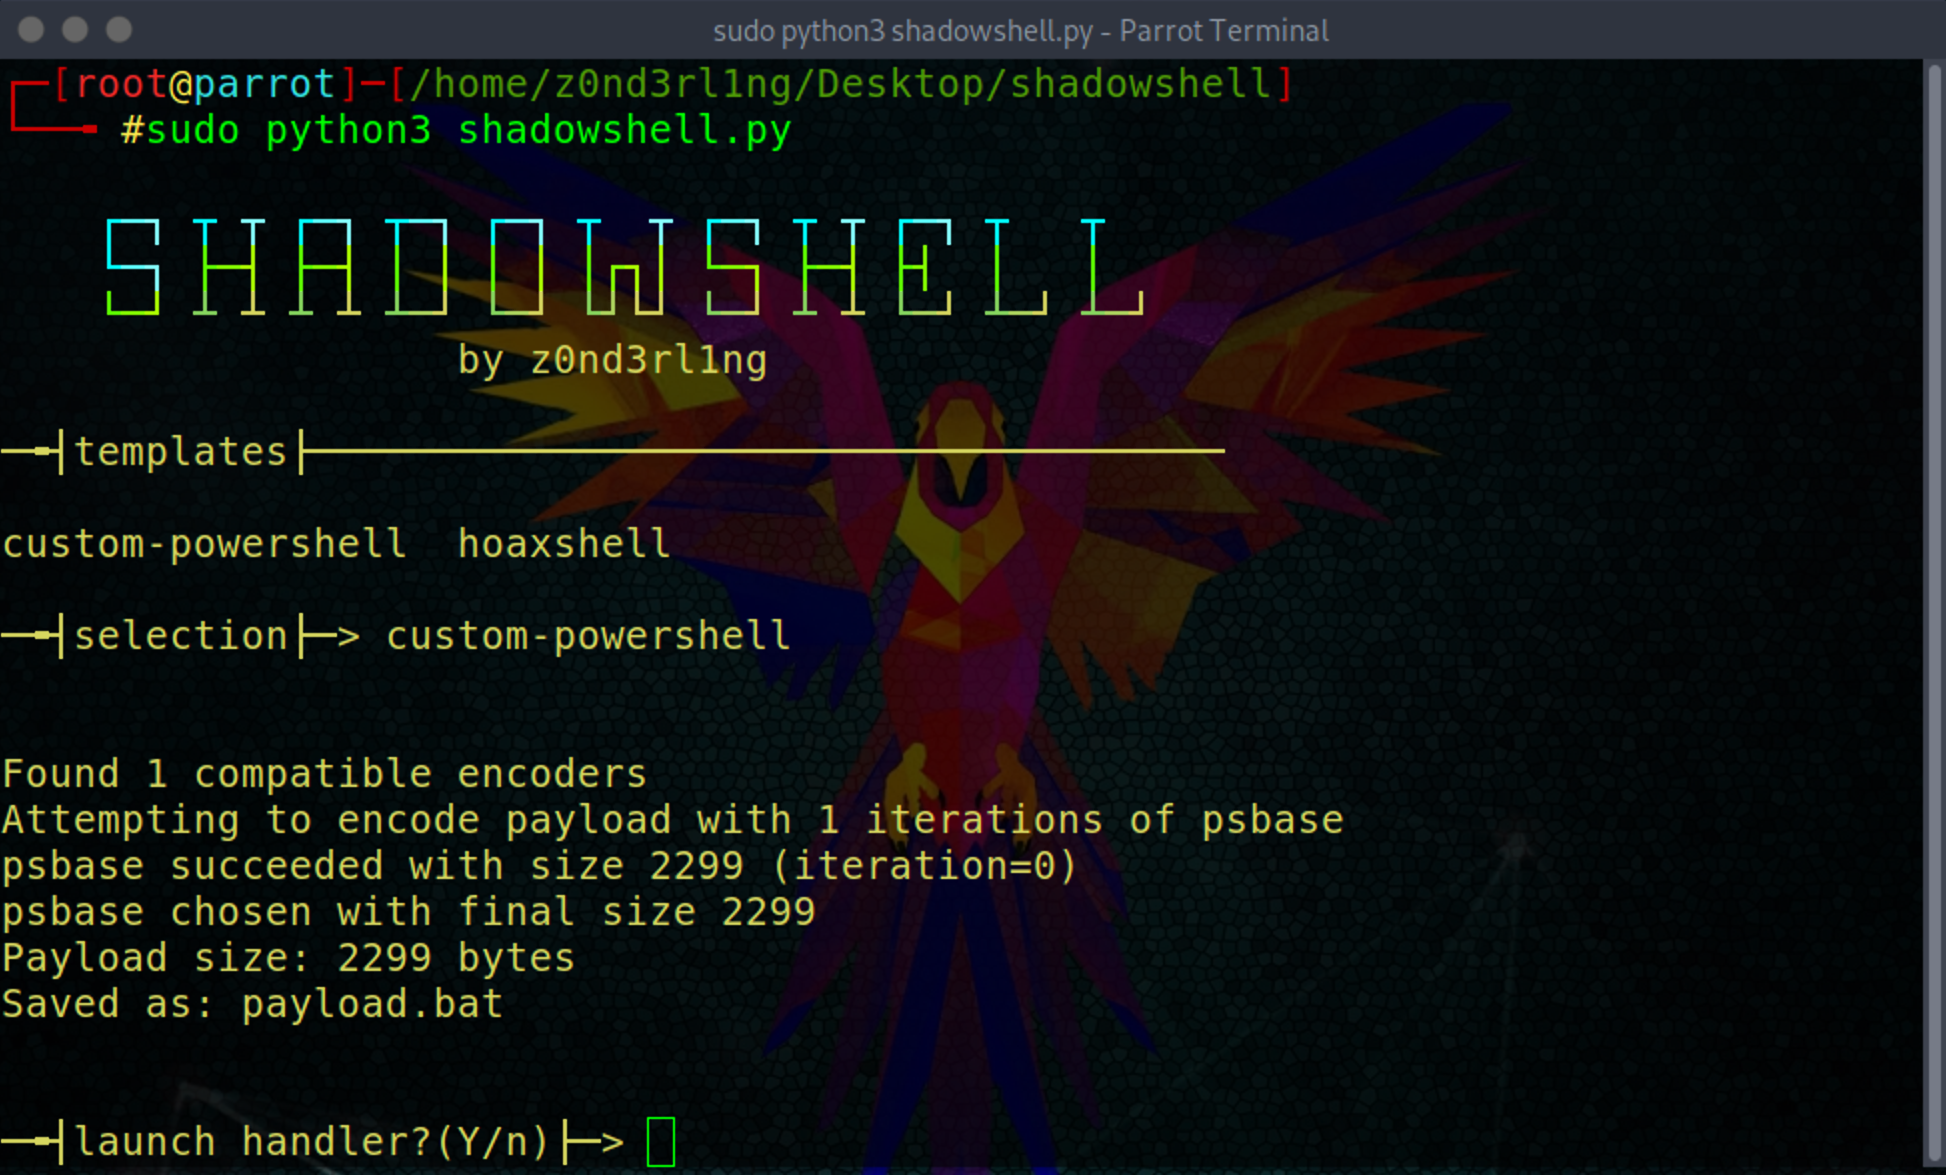 sudo python3 shadowshell.py - Parrot Terminal
[root@parrot]─[/home/z0nd3rl1ng/Desktop/shadowshell]
#sudo python3 shadowshell.py
SHADOWSHELL
by z0nd3rl1ng
templates
custom-powershell  hoaxshell
selection > custom-powershell
Found 1 compatible encoders
Attempting to encode payload with 1 iterations of psbase
psbase succeeded with size 2299 (iteration=0)
psbase chosen with final size 2299
Payload size: 2299 bytes
Saved as: payload.bat
launch handler?(Y/n) >